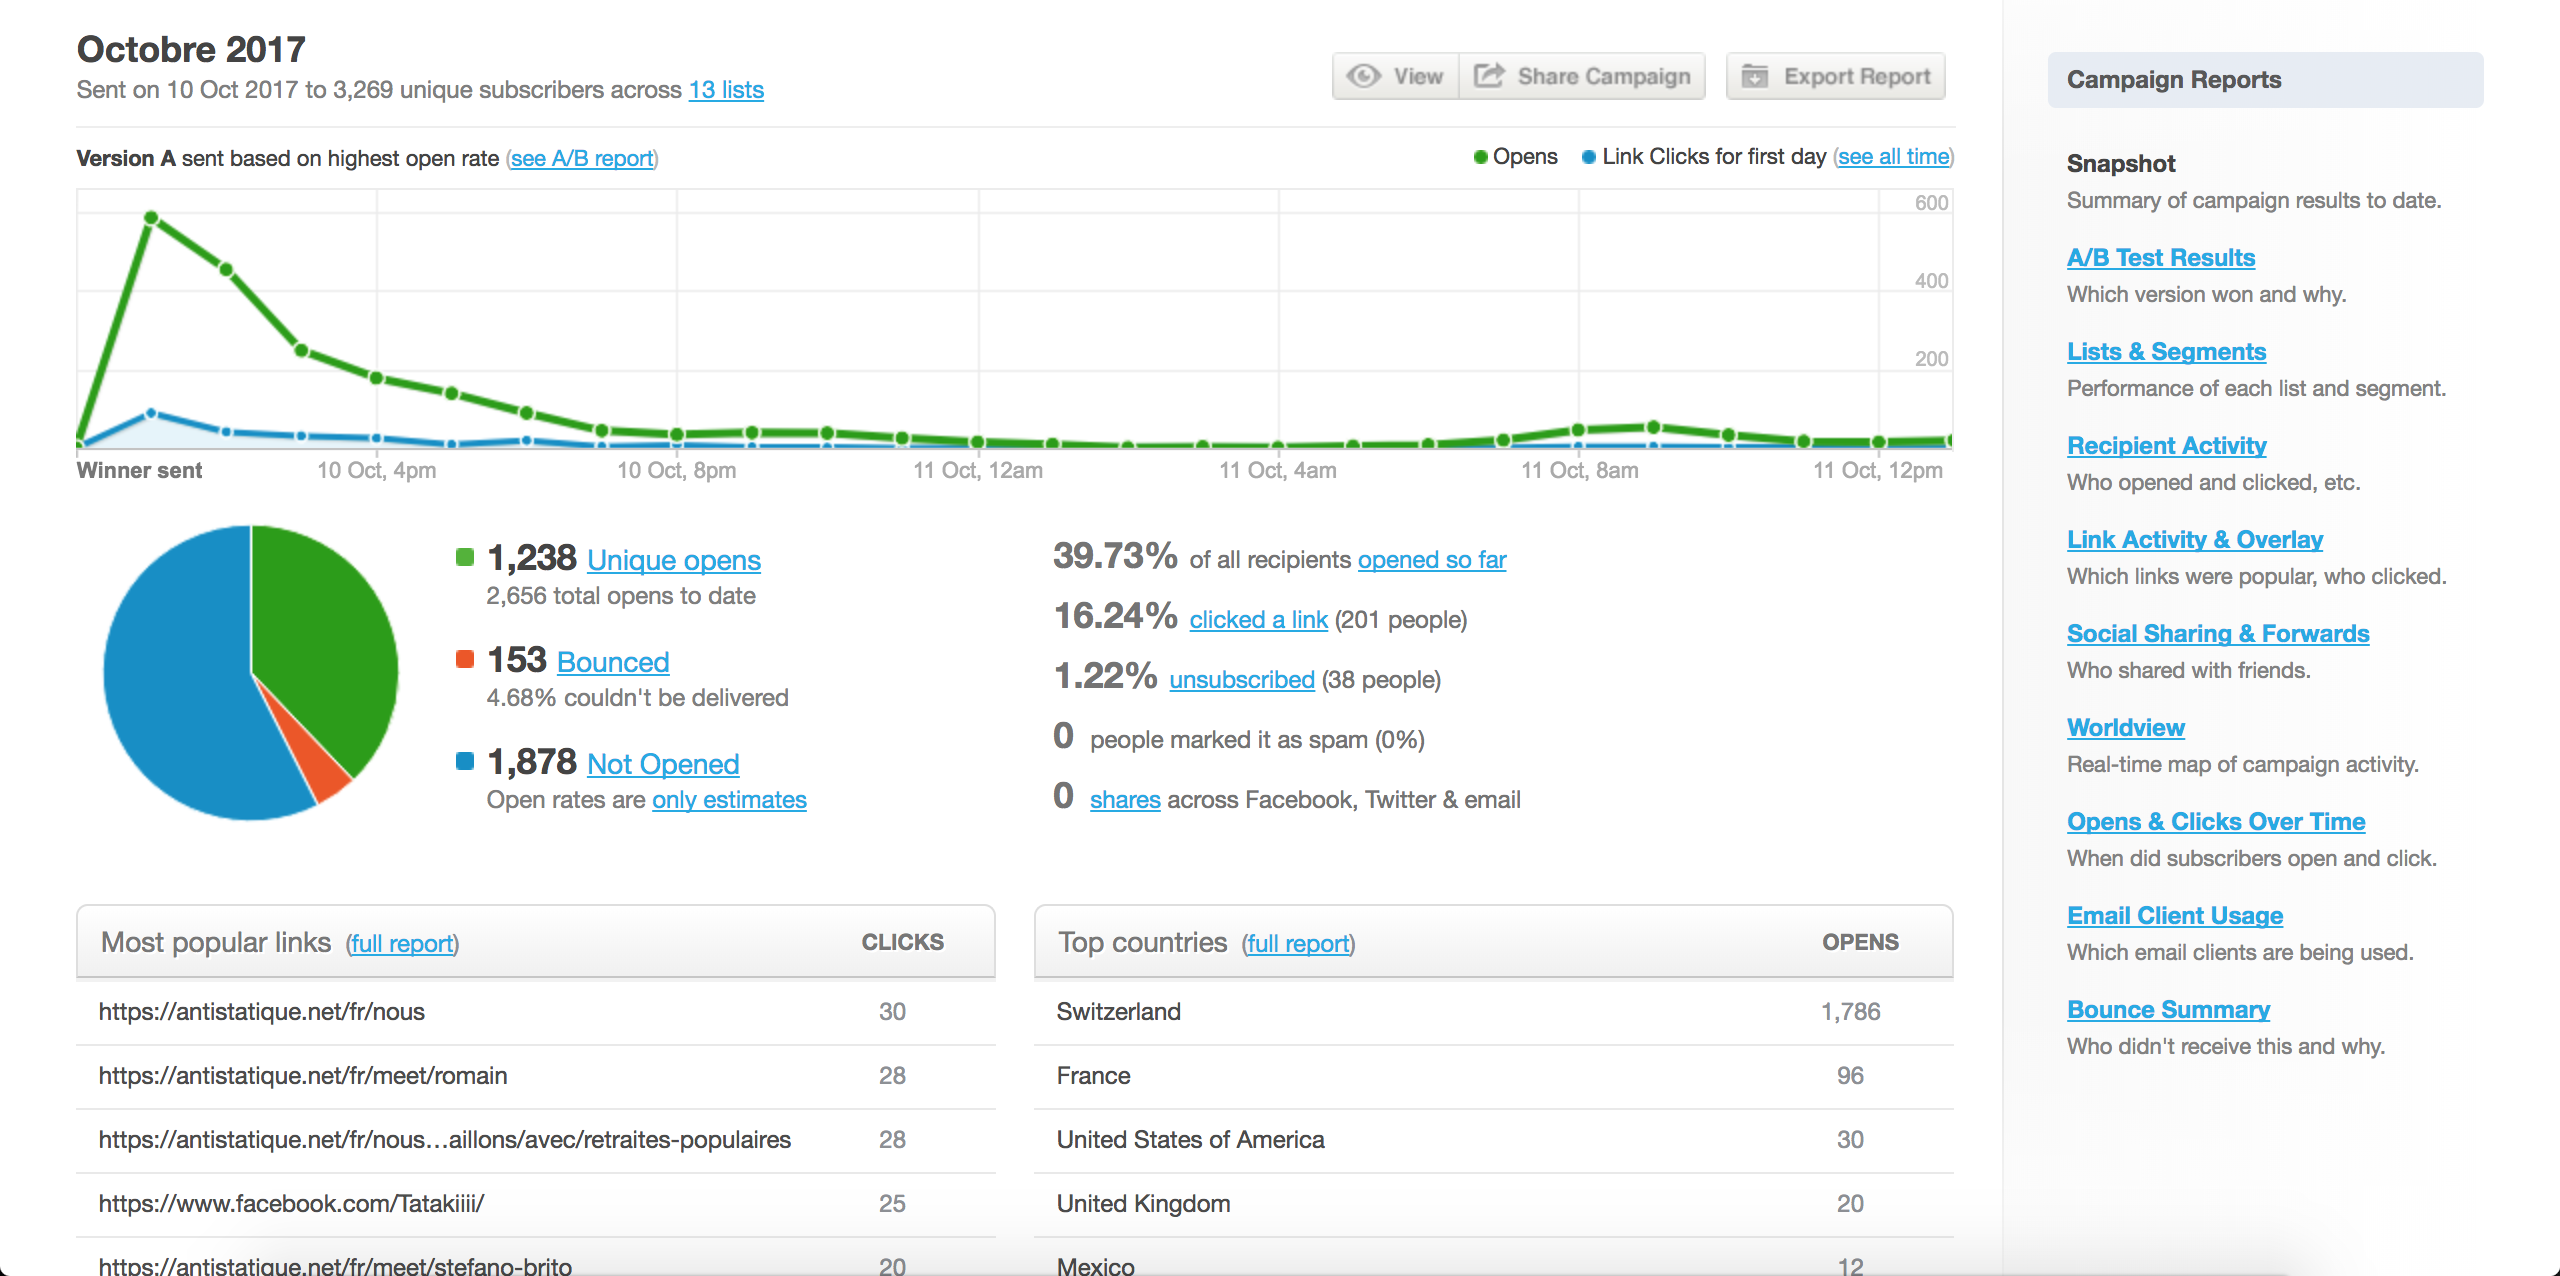 Octobre 2017
Sent on 10 Oct 2017 to 3,269 unique subscribers across 13 lists
View
Share Campaign
Export Report
Version A sent based on highest open rate (see A/B report)
Opens
Link Clicks for first day (see all time)
600
400
200
Winner sent
10 Oct, 4pm
10 Oct, 8pm
11 Oct, 12am
11 Oct, 4am
11 Oct, 8am
11 Oct, 12pm
1,238 Unique opens
2,656 total opens to date
153 Bounced
4.68% couldn't be delivered
1,878 Not Opened
Open rates are only estimates
39.73% of all recipients opened so far
16.24% clicked a link (201 people)
1.22% unsubscribed (38 people)
0 people marked it as spam (0%)
0 shares across Facebook, Twitter & email
Most popular links (full report) CLICKS
https://antistatique.net/fr/nous 30
https://antistatique.net/fr/meet/romain 28
https://antistatique.net/fr/nous…aillons/avec/retraites-populaires 28
https://www.facebook.com/Tatakiiii/ 25
https://antistatique.net/fr/meet/stefano-brito 20
Top countries (full report) OPENS
Switzerland 1,786
France 96
United States of America 30
United Kingdom 20
Mexico 12
Campaign Reports
Snapshot
Summary of campaign results to date.
A/B Test Results
Which version won and why.
Lists & Segments
Performance of each list and segment.
Recipient Activity
Who opened and clicked, etc.
Link Activity & Overlay
Which links were popular, who clicked.
Social Sharing & Forwards
Who shared with friends.
Worldview
Real-time map of campaign activity.
Opens & Clicks Over Time
When did subscribers open and click.
Email Client Usage
Which email clients are being used.
Bounce Summary
Who didn't receive this and why.